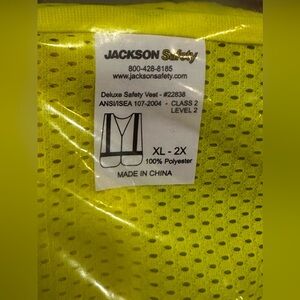 JACKSON Safety
800-428-8185
www.jacksonsafety.com
Deluxe Safety Vest - #22838
ANSI/ISEA 107-2004 - CLASS 2
LEVEL 2
XL - 2X
100% Polyester
MADE IN CHINA